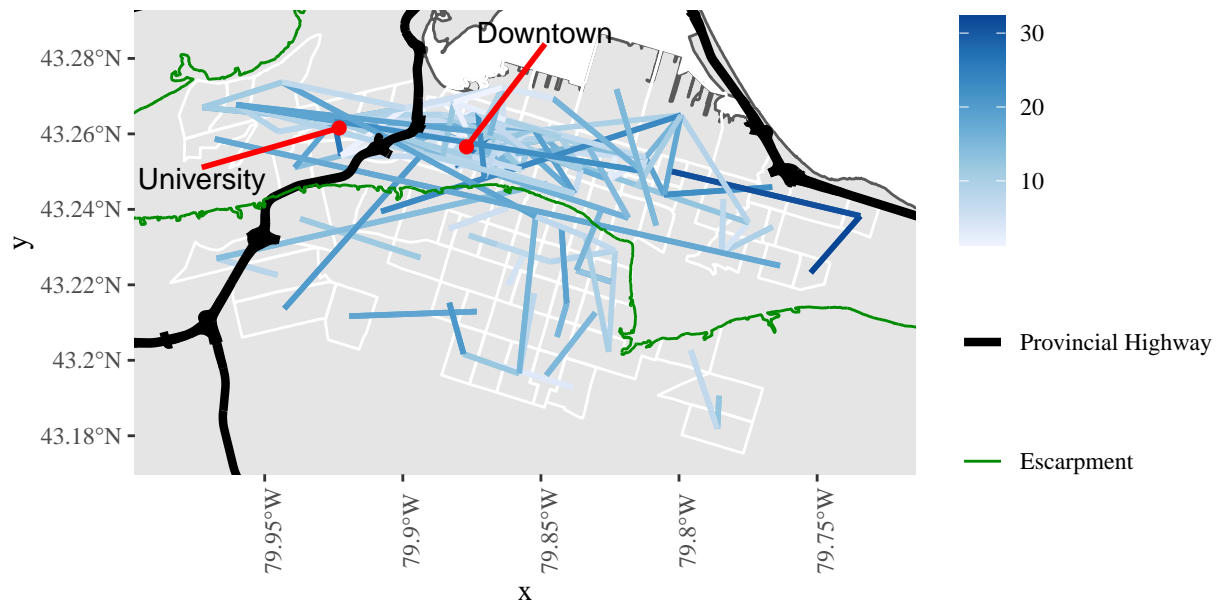 Downtown
University
43.28°N
43.26°N
43.24°N
43.22°N
43.2°N
43.18°N
y
79.95°W
79.9°W
79.85°W
79.8°W
79.75°W
x
30
20
10
Provincial Highway
Escarpment